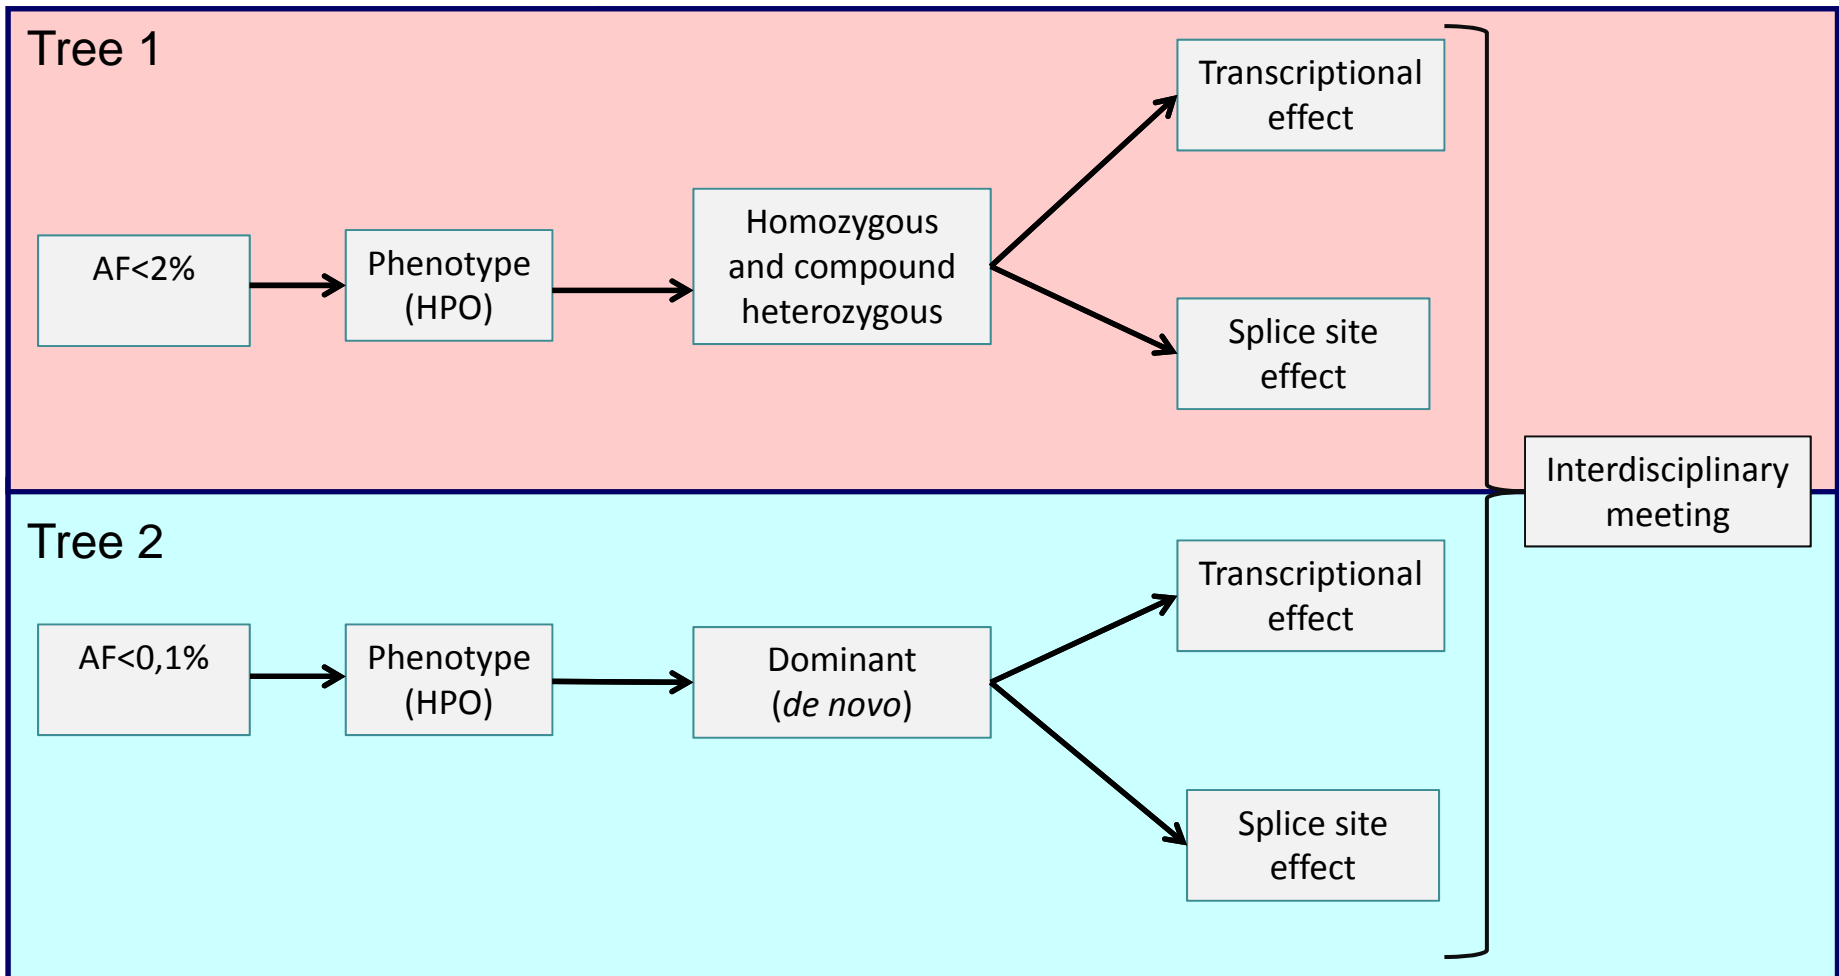 Tree 1
AF<2%
Phenotype
(HPO)
Homozygous
and compound
heterozygous
Transcriptional
effect
Splice site
effect
Interdisciplinary
meeting
Tree 2
AF<0,1%
Phenotype
(HPO)
Dominant
(de novo)
Transcriptional
effect
Splice site
effect